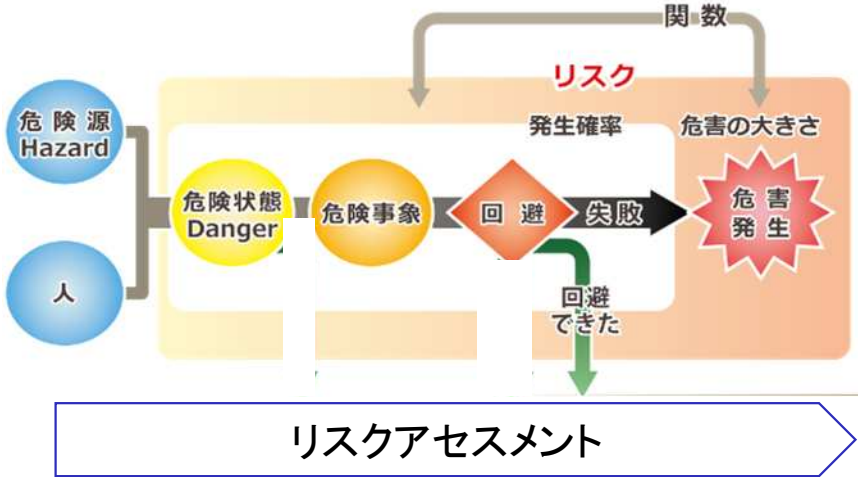 関数
リスク
発生確率
危害の大きさ
危険源
Hazard
人
危険状態
Danger
危険事象
回避
失敗
危害
発生
回避
できた
リスクアセスメント